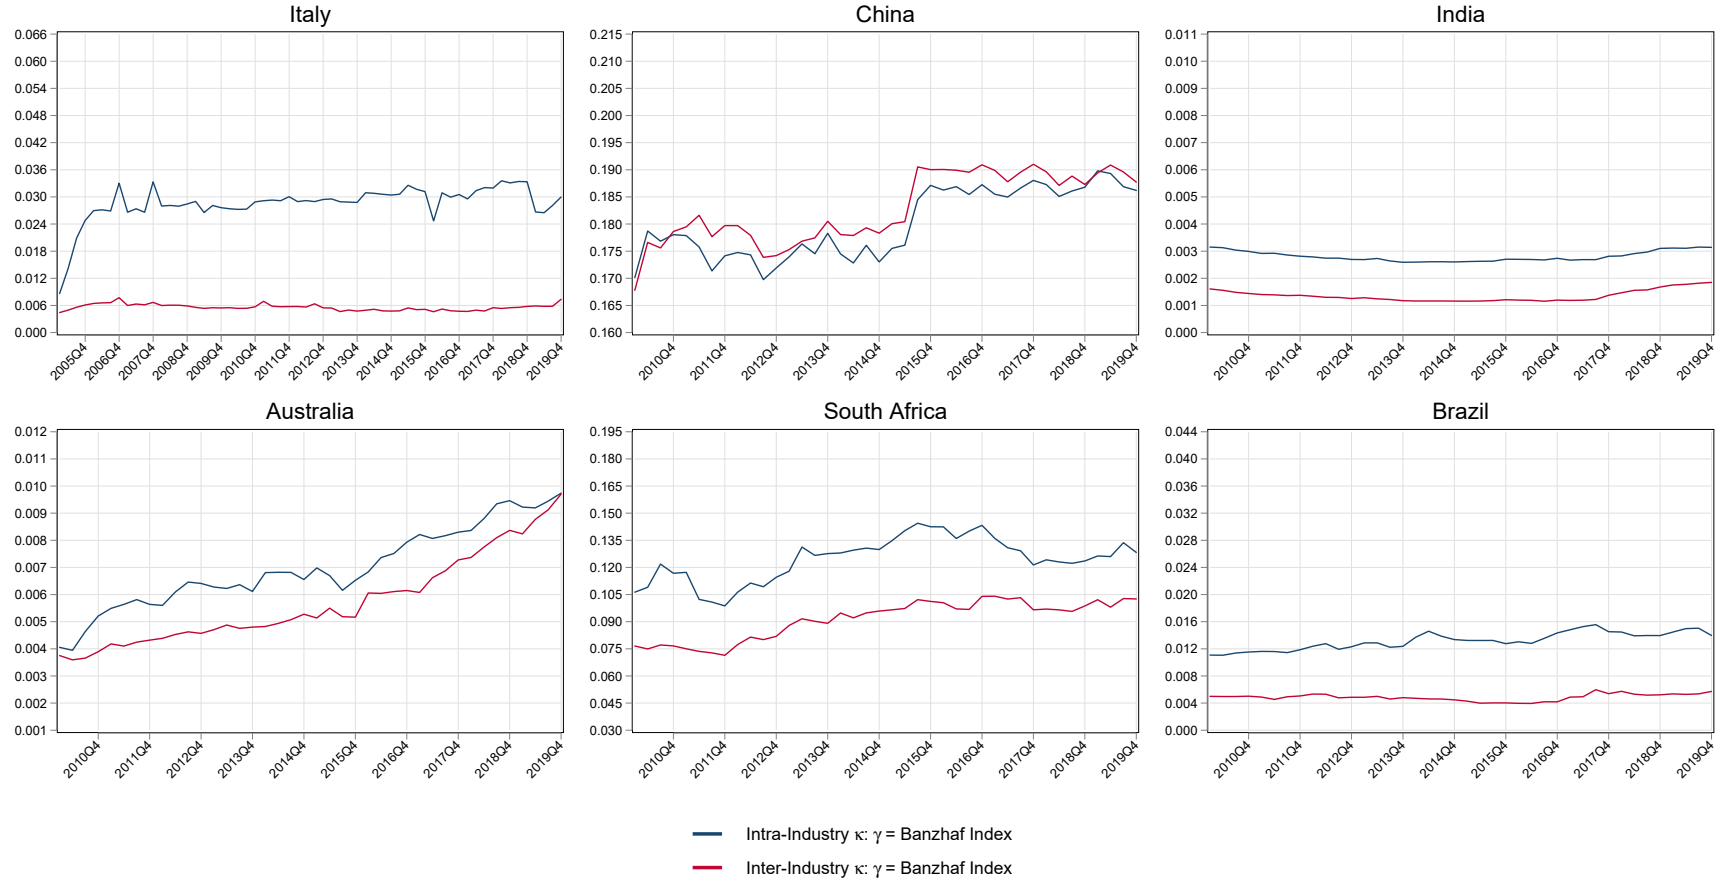 Italy
0.066
0.060
0.054
0.048
0.042
0.036
0.030
0.024
0.018
0.012
0.006
0.000
2005Q4
2006Q4
2007Q4
2008Q4
2009Q4
2010Q4
2011Q4
2012Q4
2013Q4
2014Q4
2015Q4
2016Q4
2017Q4
2018Q4
2019Q4
China
0.215
0.210
0.205
0.200
0.195
0.190
0.185
0.180
0.175
0.170
0.165
0.160
2010Q4
2011Q4
2012Q4
2013Q4
2014Q4
2015Q4
2016Q4
2017Q4
2018Q4
2019Q4
India
0.011
0.010
0.009
0.008
0.007
0.006
0.005
0.004
0.003
0.002
0.001
0.000
2010Q4
2011Q4
2012Q4
2013Q4
2014Q4
2015Q4
2016Q4
2017Q4
2018Q4
2019Q4
Australia
0.012
0.011
0.010
0.009
0.008
0.007
0.006
0.005
0.004
0.003
0.002
0.001
2010Q4
2011Q4
2012Q4
2013Q4
2014Q4
2015Q4
2016Q4
2017Q4
2018Q4
2019Q4
South Africa
0.195
0.180
0.165
0.150
0.135
0.120
0.105
0.090
0.075
0.060
0.045
0.030
2010Q4
2011Q4
2012Q4
2013Q4
2014Q4
2015Q4
2016Q4
2017Q4
2018Q4
2019Q4
Brazil
0.044
0.040
0.036
0.032
0.028
0.024
0.020
0.016
0.012
0.008
0.004
0.000
2010Q4
2011Q4
2012Q4
2013Q4
2014Q4
2015Q4
2016Q4
2017Q4
2018Q4
2019Q4
Intra-Industry κ: γ = Banzhaf Index
Inter-Industry κ: γ = Banzhaf Index